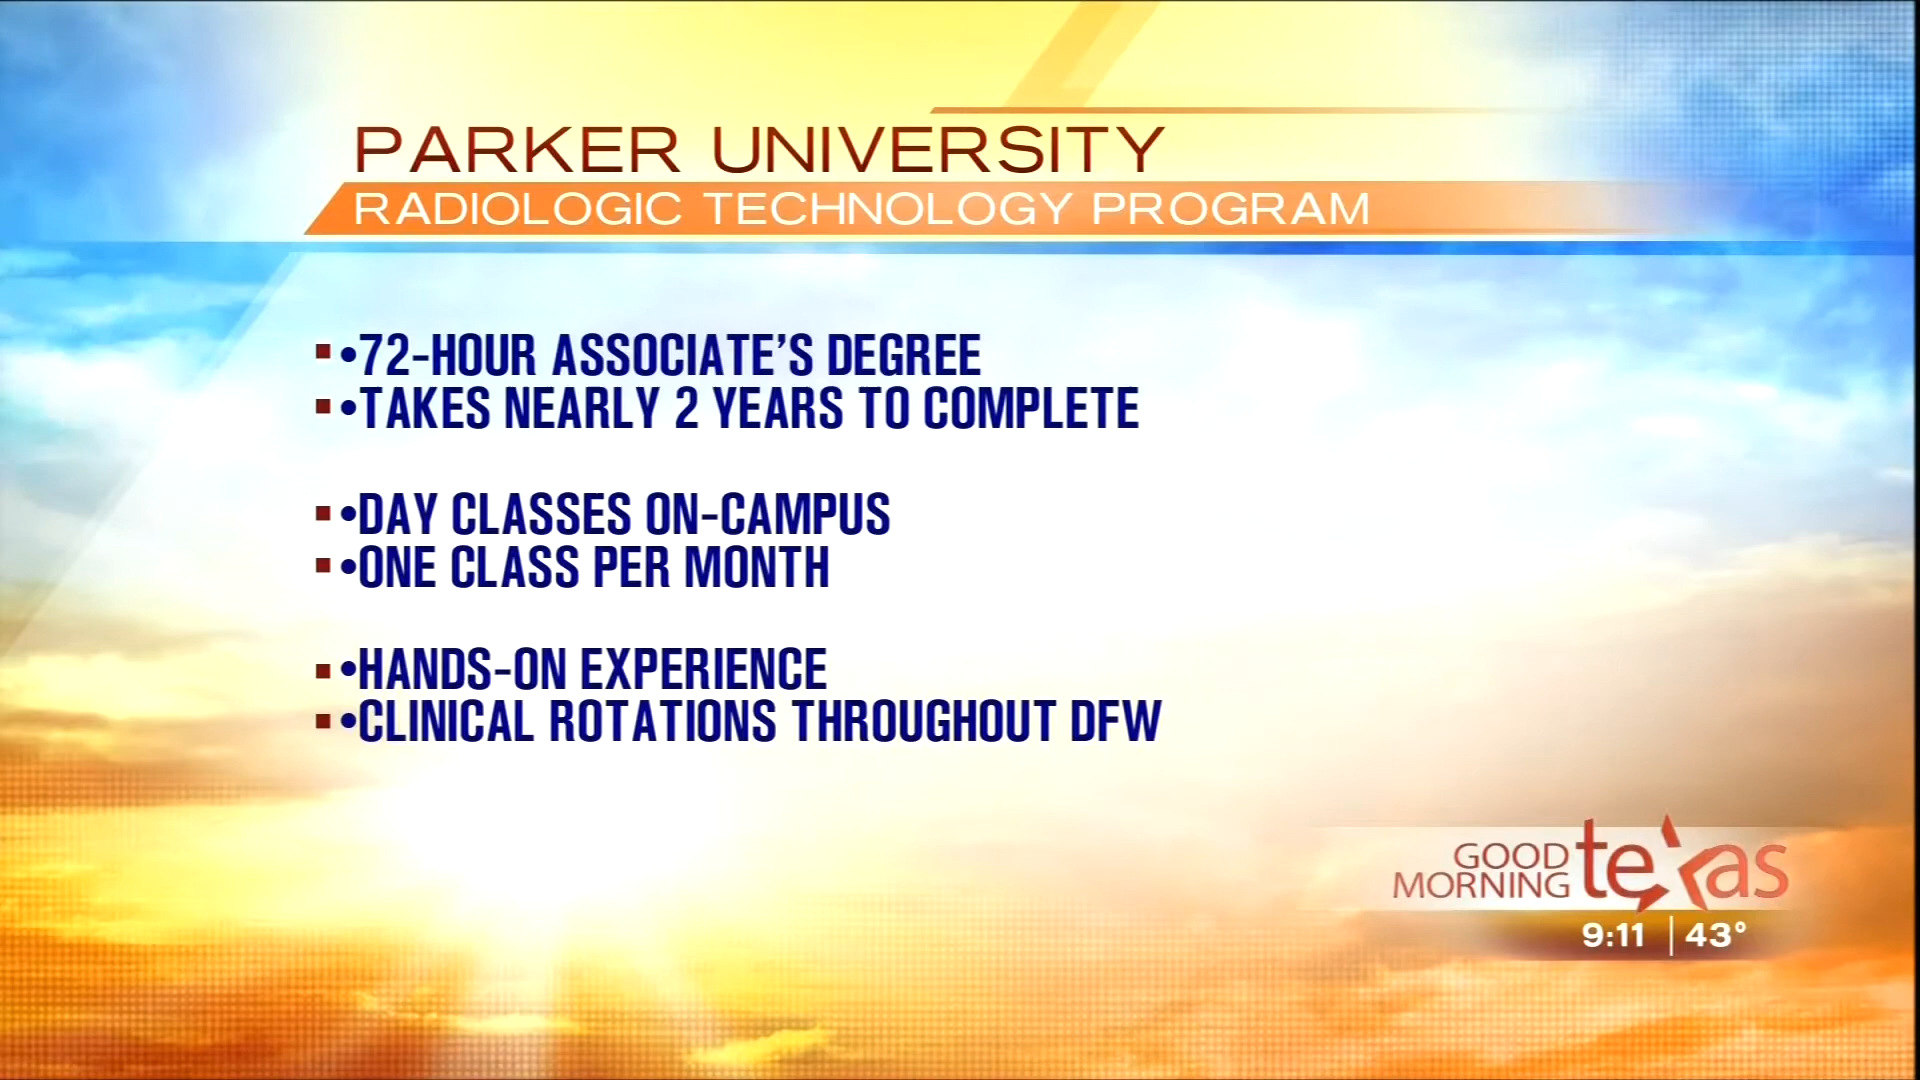 PARKER UNIVERSITY
RADIOLOGIC TECHNOLOGY PROGRAM
•72-HOUR ASSOCIATE'S DEGREE
•TAKES NEARLY 2 YEARS TO COMPLETE
•DAY CLASSES ON-CAMPUS
•ONE CLASS PER MONTH
•HANDS-ON EXPERIENCE
•CLINICAL ROTATIONS THROUGHOUT DFW
GOOD
MORNING texas
9:11 | 43°